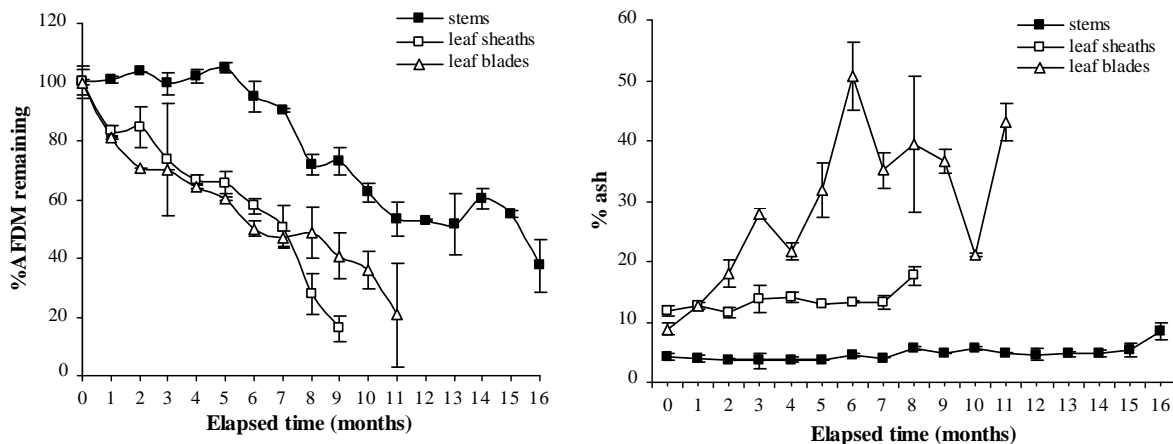 120
100
80
60
40
20
0
%AFDM remaining
stems
leaf sheaths
leaf blades
0 1 2 3 4 5 6 7 8 9 10 11 12 13 14 15 16
Elapsed time (months)
60
50
40
30
20
10
0
% ash
stems
leaf sheaths
leaf blades
0 1 2 3 4 5 6 7 8 9 10 11 12 13 14 15 16
Elapsed time (months)